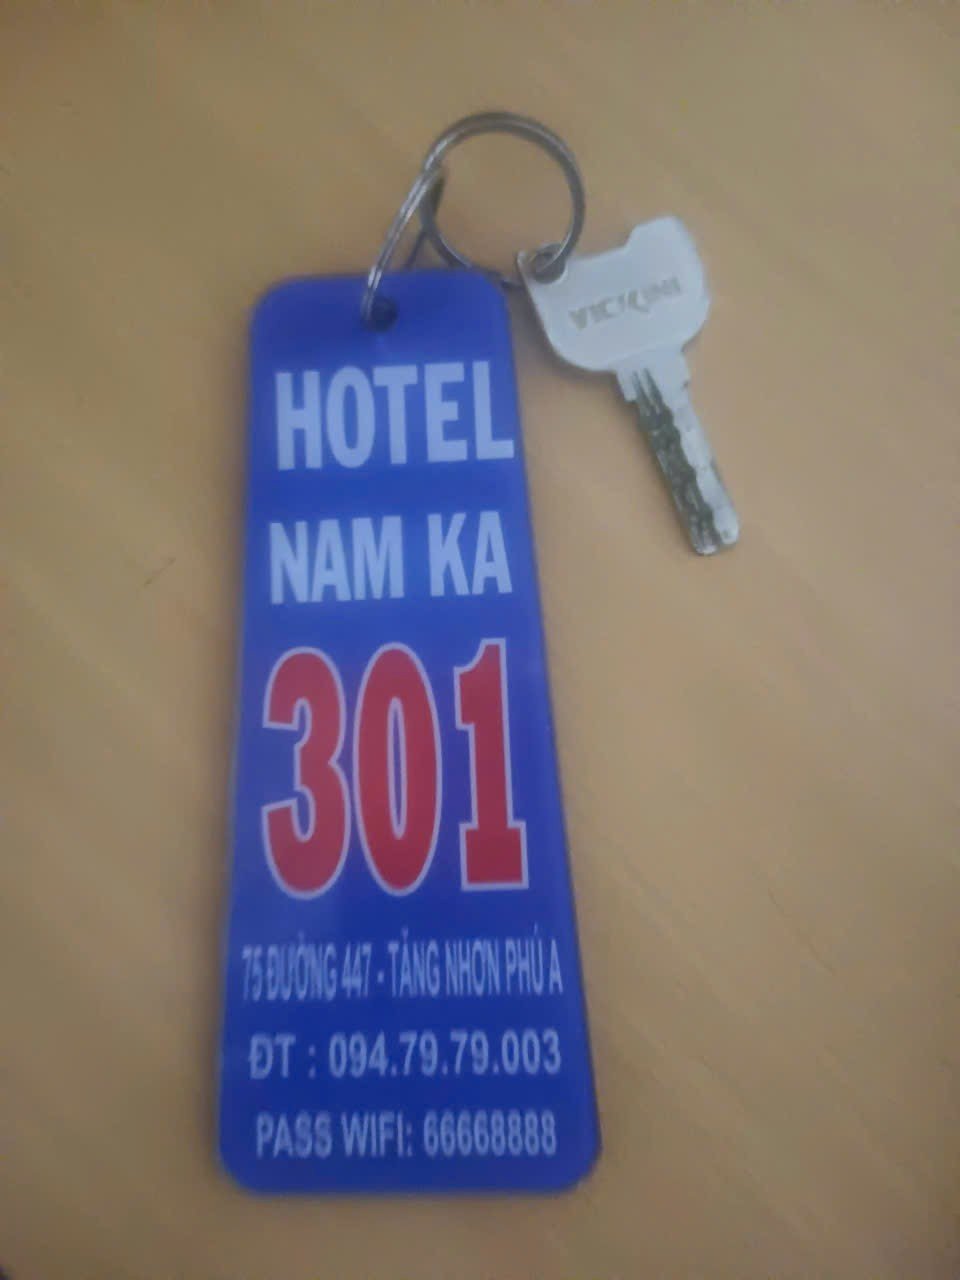 HOTEL
NAM KA
301
75 ĐƯỜNG 447 - TĂNG NHƠN PHÚ A
ĐT : 094.79.79.003
PASS WIFI: 66668888